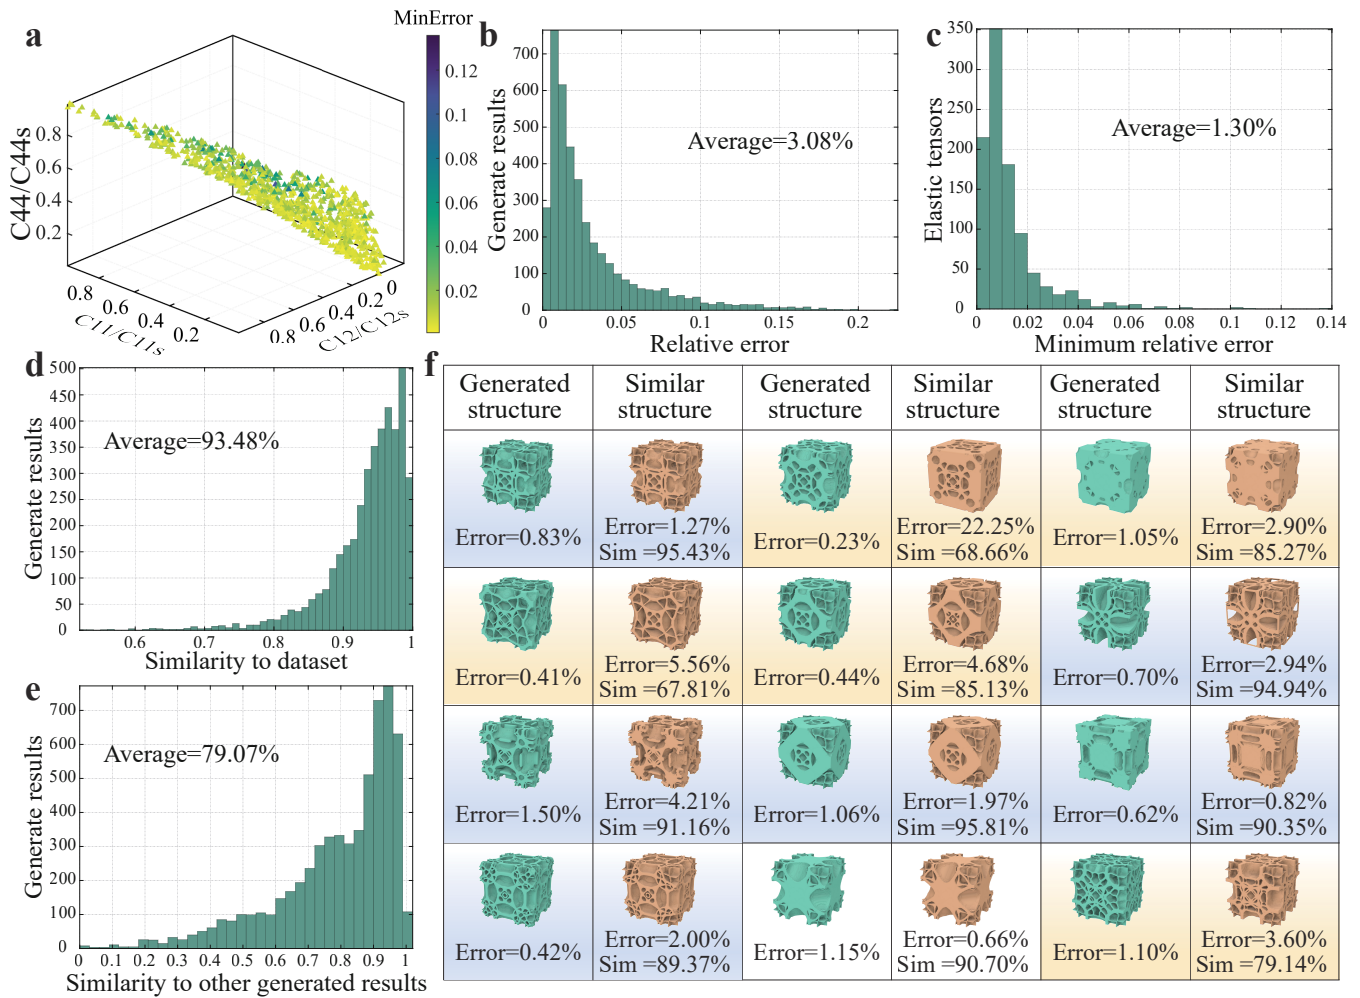 a
MinError
0.12
0.10
0.08
0.06
0.04
0.02
C44/C44s
0.8
0.6
0.4
0.2
0.8
0.6
0.4
0.2
C11/C11s
0.8
0.6
0.4
0.2
0
C12/C12s
b
Generate results
700
600
500
400
300
200
100
0
Average=3.08%
0
0.05
0.1
0.15
0.2
Relative error
c
Elastic tensors
350
300
250
200
150
100
50
0
Average=1.30%
0
0.02
0.04
0.06
0.08
0.10
0.12
0.14
Minimum relative error
d
Generate results
500
450
400
350
300
250
200
150
100
50
0
Average=93.48%
0.6
0.7
0.8
0.9
1
Similarity to dataset
e
Generate results
700
600
500
400
300
200
100
0
Average=79.07%
0
0.1
0.2
0.3
0.4
0.5
0.6
0.7
0.8
0.9
1
Similarity to other generated results
f
Generated
structure
Similar
structure
Generated
structure
Similar
structure
Generated
structure
Similar
structure
Error=0.83%
Error=1.27%
Sim =95.43%
Error=0.23%
Error=22.25%
Sim =68.66%
Error=1.05%
Error=2.90%
Sim =85.27%
Error=0.41%
Error=5.56%
Sim =67.81%
Error=0.44%
Error=4.68%
Sim =85.13%
Error=0.70%
Error=2.94%
Sim =94.94%
Error=1.50%
Error=4.21%
Sim =91.16%
Error=1.06%
Error=1.97%
Sim =95.81%
Error=0.62%
Error=0.82%
Sim =90.35%
Error=0.42%
Error=2.00%
Sim =89.37%
Error=1.15%
Error=0.66%
Sim =90.70%
Error=1.10%
Error=3.60%
Sim =79.14%